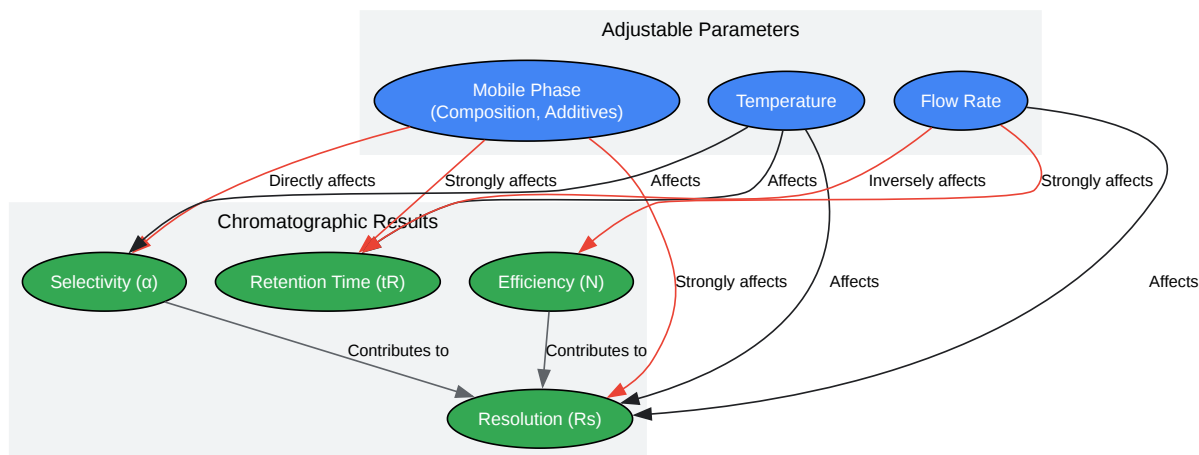 Adjustable Parameters
Mobile Phase
(Composition, Additives)
Temperature
Flow Rate
Directly affects
Strongly affects
Affects
Affects
Inversely affects
Strongly affects
Chromatographic Results
Selectivity (α)
Retention Time (tR)
Efficiency (N)
Strongly affects
Affects
Affects
Contributes to
Contributes to
Resolution (Rs)